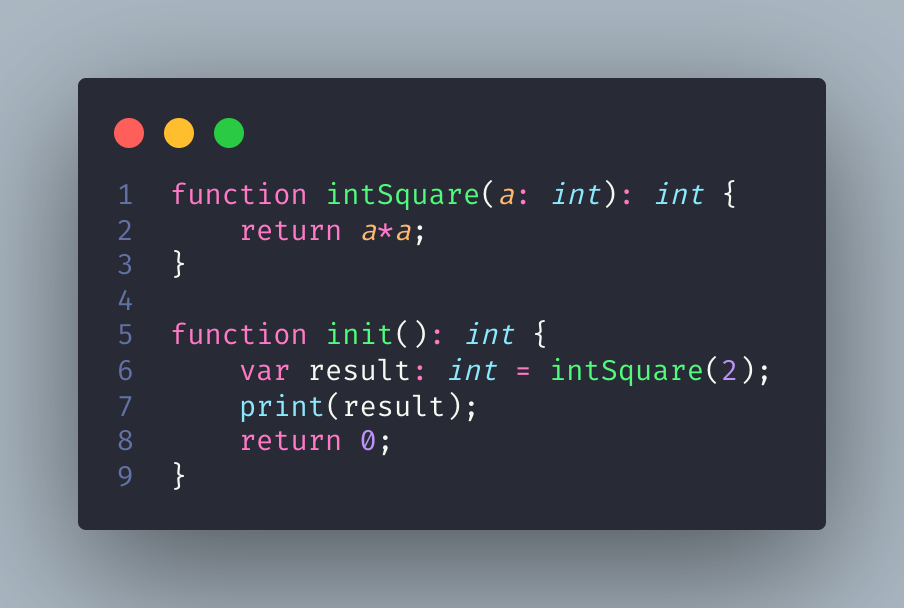 1 function intSquare(a: int): int {
2     return a*a;
3 }
4
5 function init(): int {
6     var result: int = intSquare(2);
7     print(result);
8     return 0;
9 }